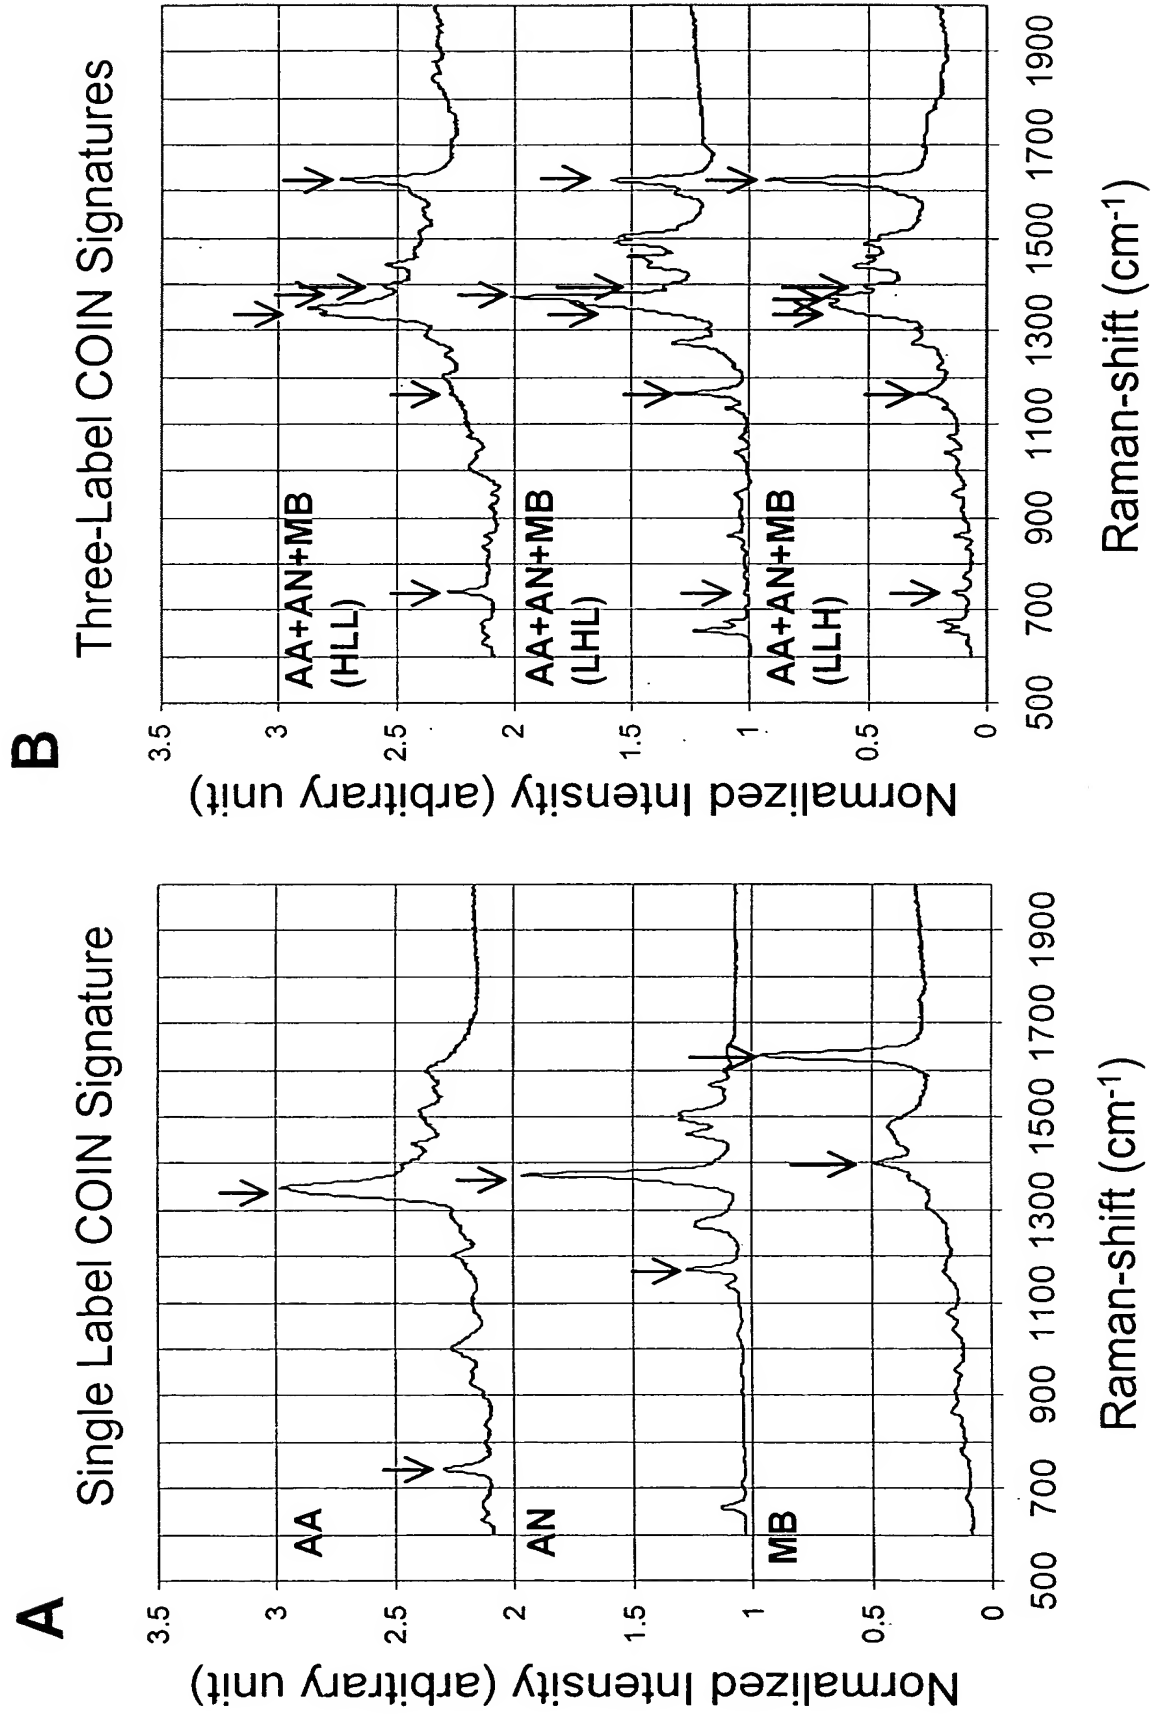 A
Single Label COIN Signature
Normalized Intensity (arbitrary unit)
3.5
3
2.5
2
1.5
1
0.5
0
AA
AN
MB
500 700 900 1100 1300 1500 1700 1900
Raman-shift (cm-1)
B
Three-Label COIN Signatures
Normalized Intensity (arbitrary unit)
3.5
3
2.5
2
1.5
1
0.5
0
AA+AN+MB
(HLL)
AA+AN+MB
(LHL)
AA+AN+MB
(LLH)
500 700 900 1100 1300 1500 1700 1900
Raman-shift (cm-1)